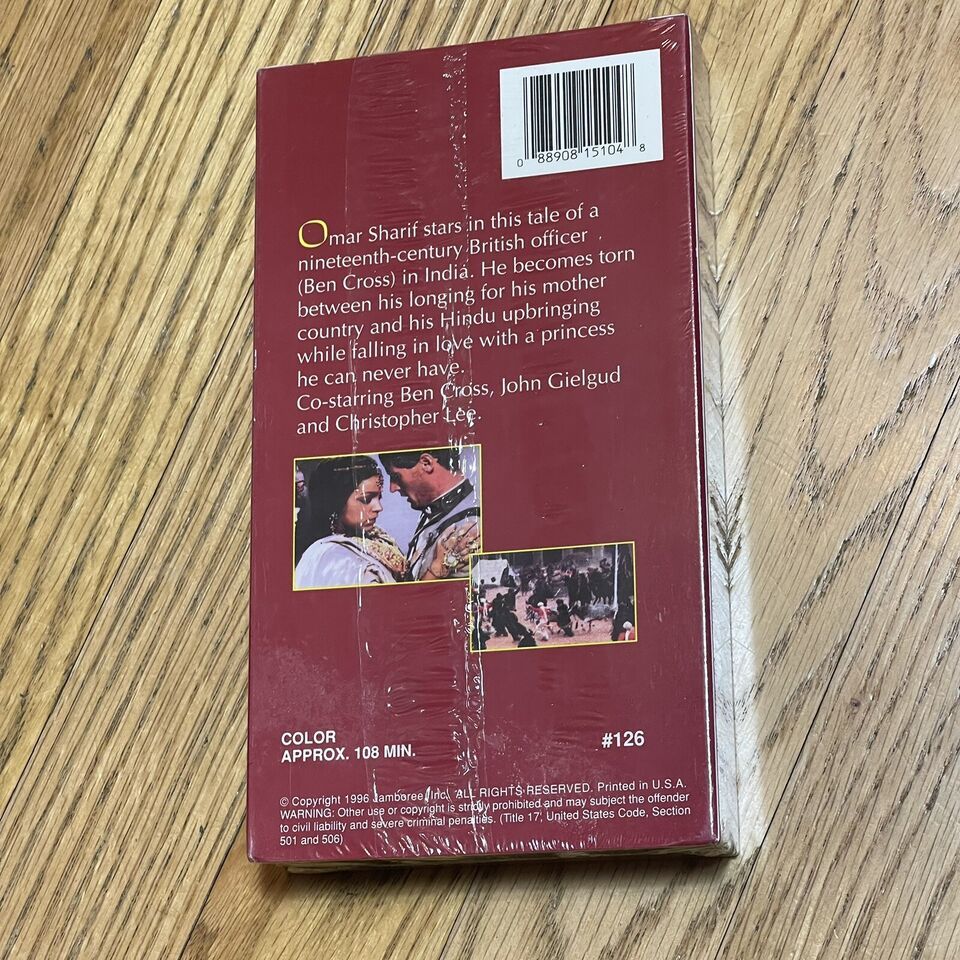 0 88908 15104 8
Omar Sharif stars in this tale of a
nineteenth-century British officer
(Ben Cross) in India. He becomes torn
between his longing for his mother
country and his Hindu upbringing
while falling in love with a princess
he can never have.
Co-starring Ben Cross, John Gielgud
and Christopher Lee.
COLOR
APPROX. 108 MIN.
#126
© Copyright 1996 Jamboree, Inc. ALL RIGHTS RESERVED. Printed in U.S.A.
WARNING: Other use or copyright is strictly prohibited and may subject the offender
to civil liability and severe criminal penalties. (Title 17, United States Code, Section
501 and 506)